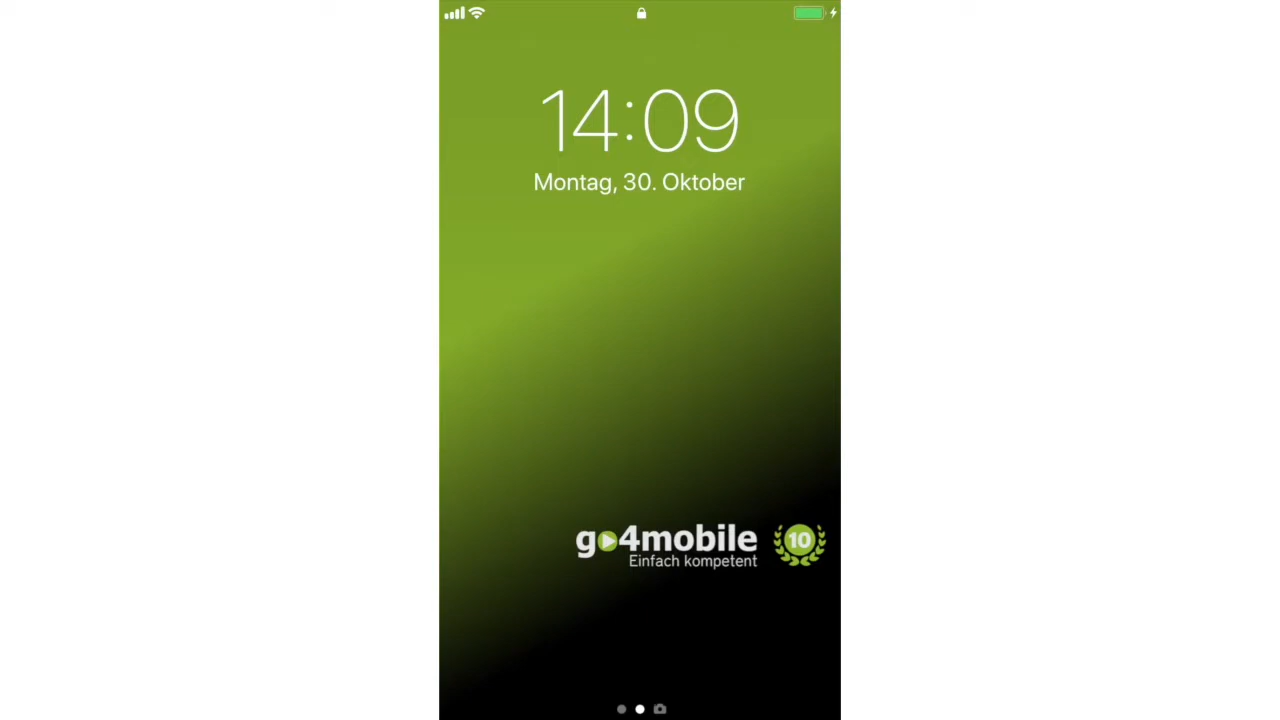 14:09
Montag, 30. Oktober
go4mobile
Einfach kompetent
10